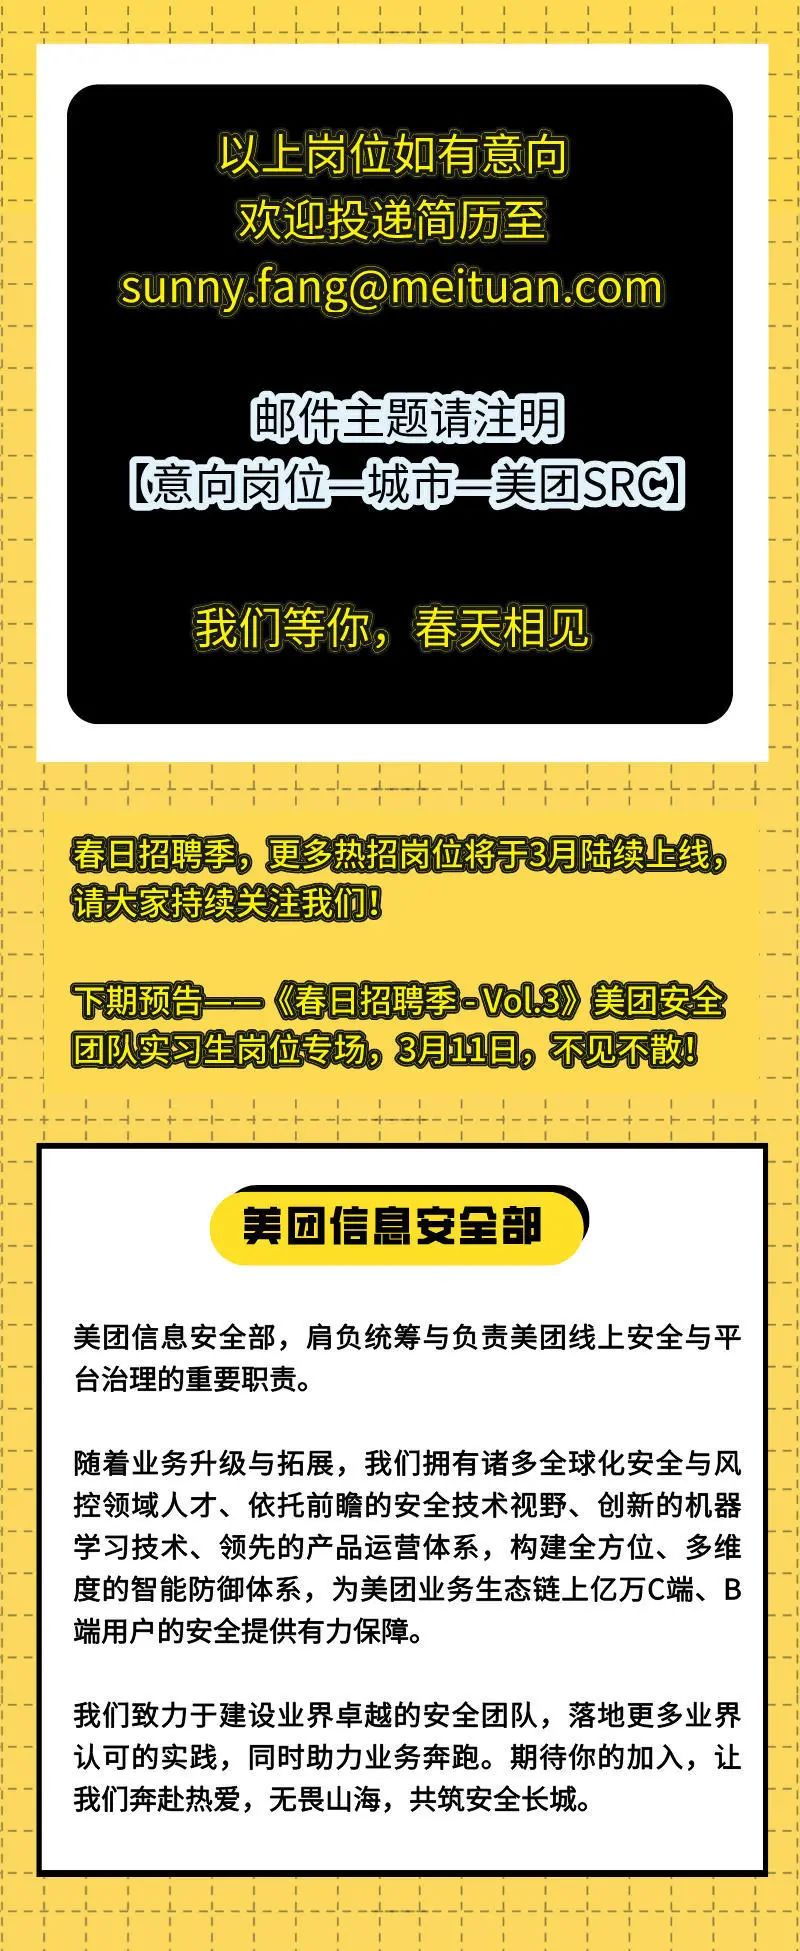 以上岗位如有意向
欢迎投递简历至
sunny.fang@meituan.com
邮件主题请注明
【意向岗位—城市—美团SRC】
我们等你，春天相见
春日招聘季，更多热招岗位将于3月陆续上线，
请大家持续关注我们！
下期预告——《春日招聘季 - Vol.3》美团安全
团队实习生岗位专场，3月11日，不见不散！
美团信息安全部
美团信息安全部，肩负统筹与负责美团线上安全与平
台治理的重要职责。
随着业务升级与拓展，我们拥有诸多全球化安全与风
控领域人才、依托前瞻的安全技术视野、创新的机器
学习技术、领先的产品运营体系，构建全方位、多维
度的智能防御体系，为美团业务生态链上亿万C端、B
端用户的安全提供有力保障。
我们致力于建设业界卓越的安全团队，落地更多业界
认可的实践，同时助力业务奔跑。期待你的加入，让
我们奔赴热爱，无畏山海，共筑安全长城。